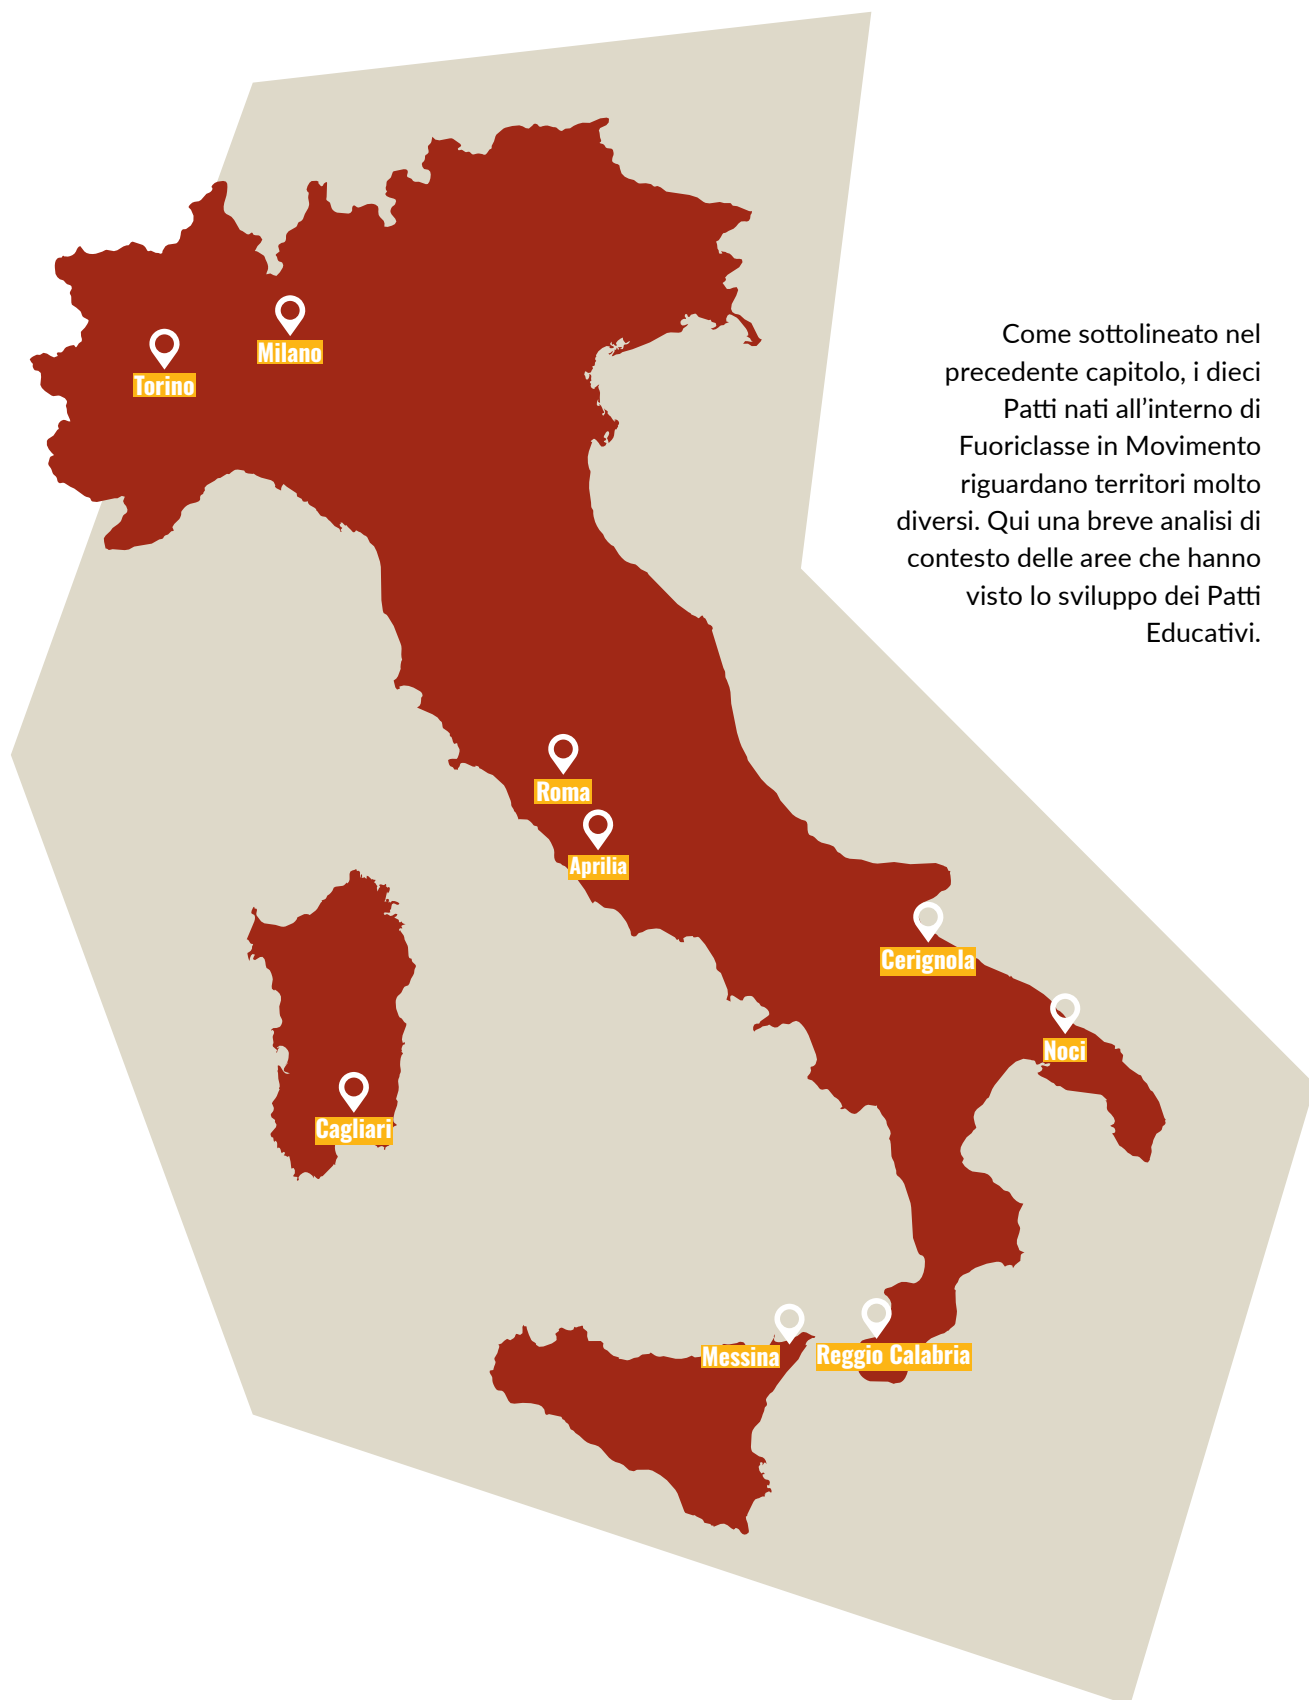 Milano
Torino
Come sottolineato nel
precedente capitolo, i dieci
Patti nati all’interno di
Fuoriclasse in Movimento
riguardano territori molto
diversi. Qui una breve analisi di
contesto delle aree che hanno
visto lo sviluppo dei Patti
Educativi.
Roma
Aprilia
Cerignola
Noci
Cagliari
Messina
Reggio Calabria